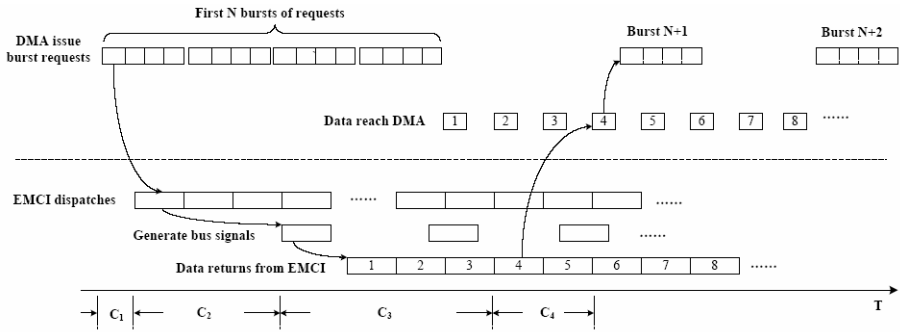 First N bursts of requests
DMA issue
burst requests
Burst N+1
Burst N+2
Data reach DMA
1 2 3 4 5 6 7 8 ......
EMCI dispatches
...... ......
Generate bus signals
......
Data returns from EMCI
1 2 3 4 5 6 7 8 ......
T
C1 C2 C3 C4